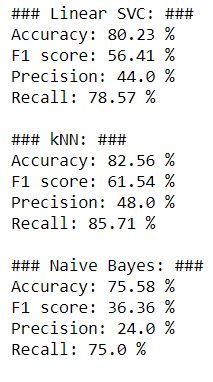 ### Linear SVC: ###
Accuracy: 80.23 %
F1 score: 56.41 %
Precision: 44.0 %
Recall: 78.57 %
### kNN: ###
Accuracy: 82.56 %
F1 score: 61.54 %
Precision: 48.0 %
Recall: 85.71 %
### Naive Bayes: ###
Accuracy: 75.58 %
F1 score: 36.36 %
Precision: 24.0 %
Recall: 75.0 %